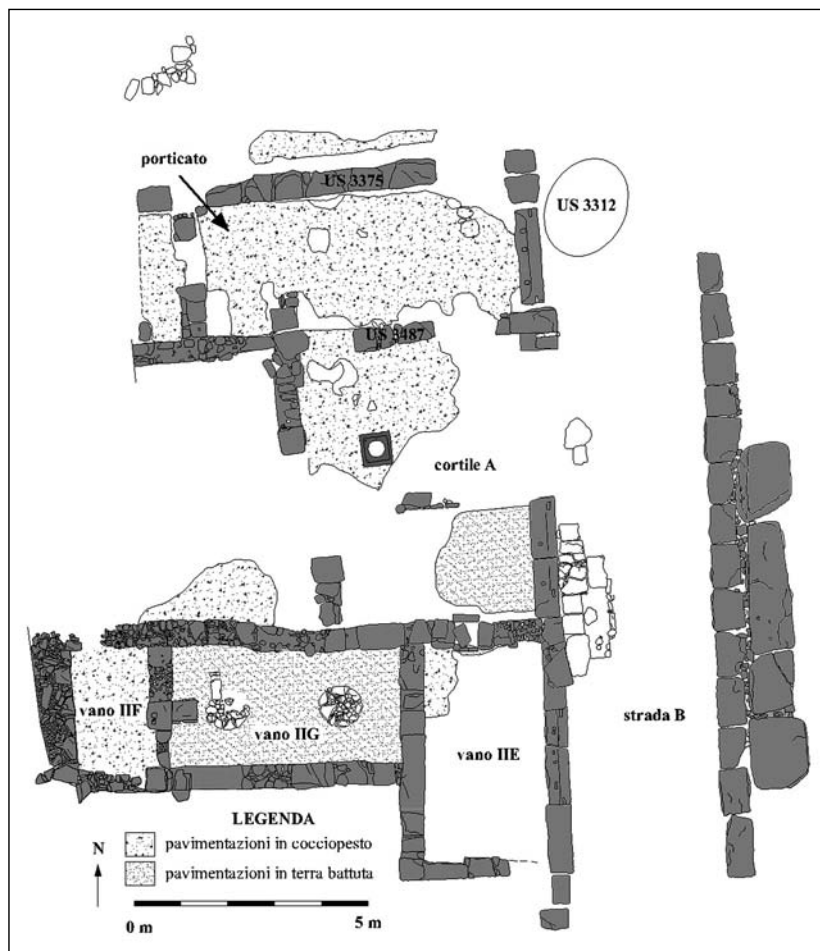 porticato
US 3375
US 3312
US 3487
cortile A
vano IIF
vano IIG
vano IIE
strada B
LEGENDA
pavimentazioni in cocciopesto
pavimentazioni in terra battuta
N
0 m
5 m